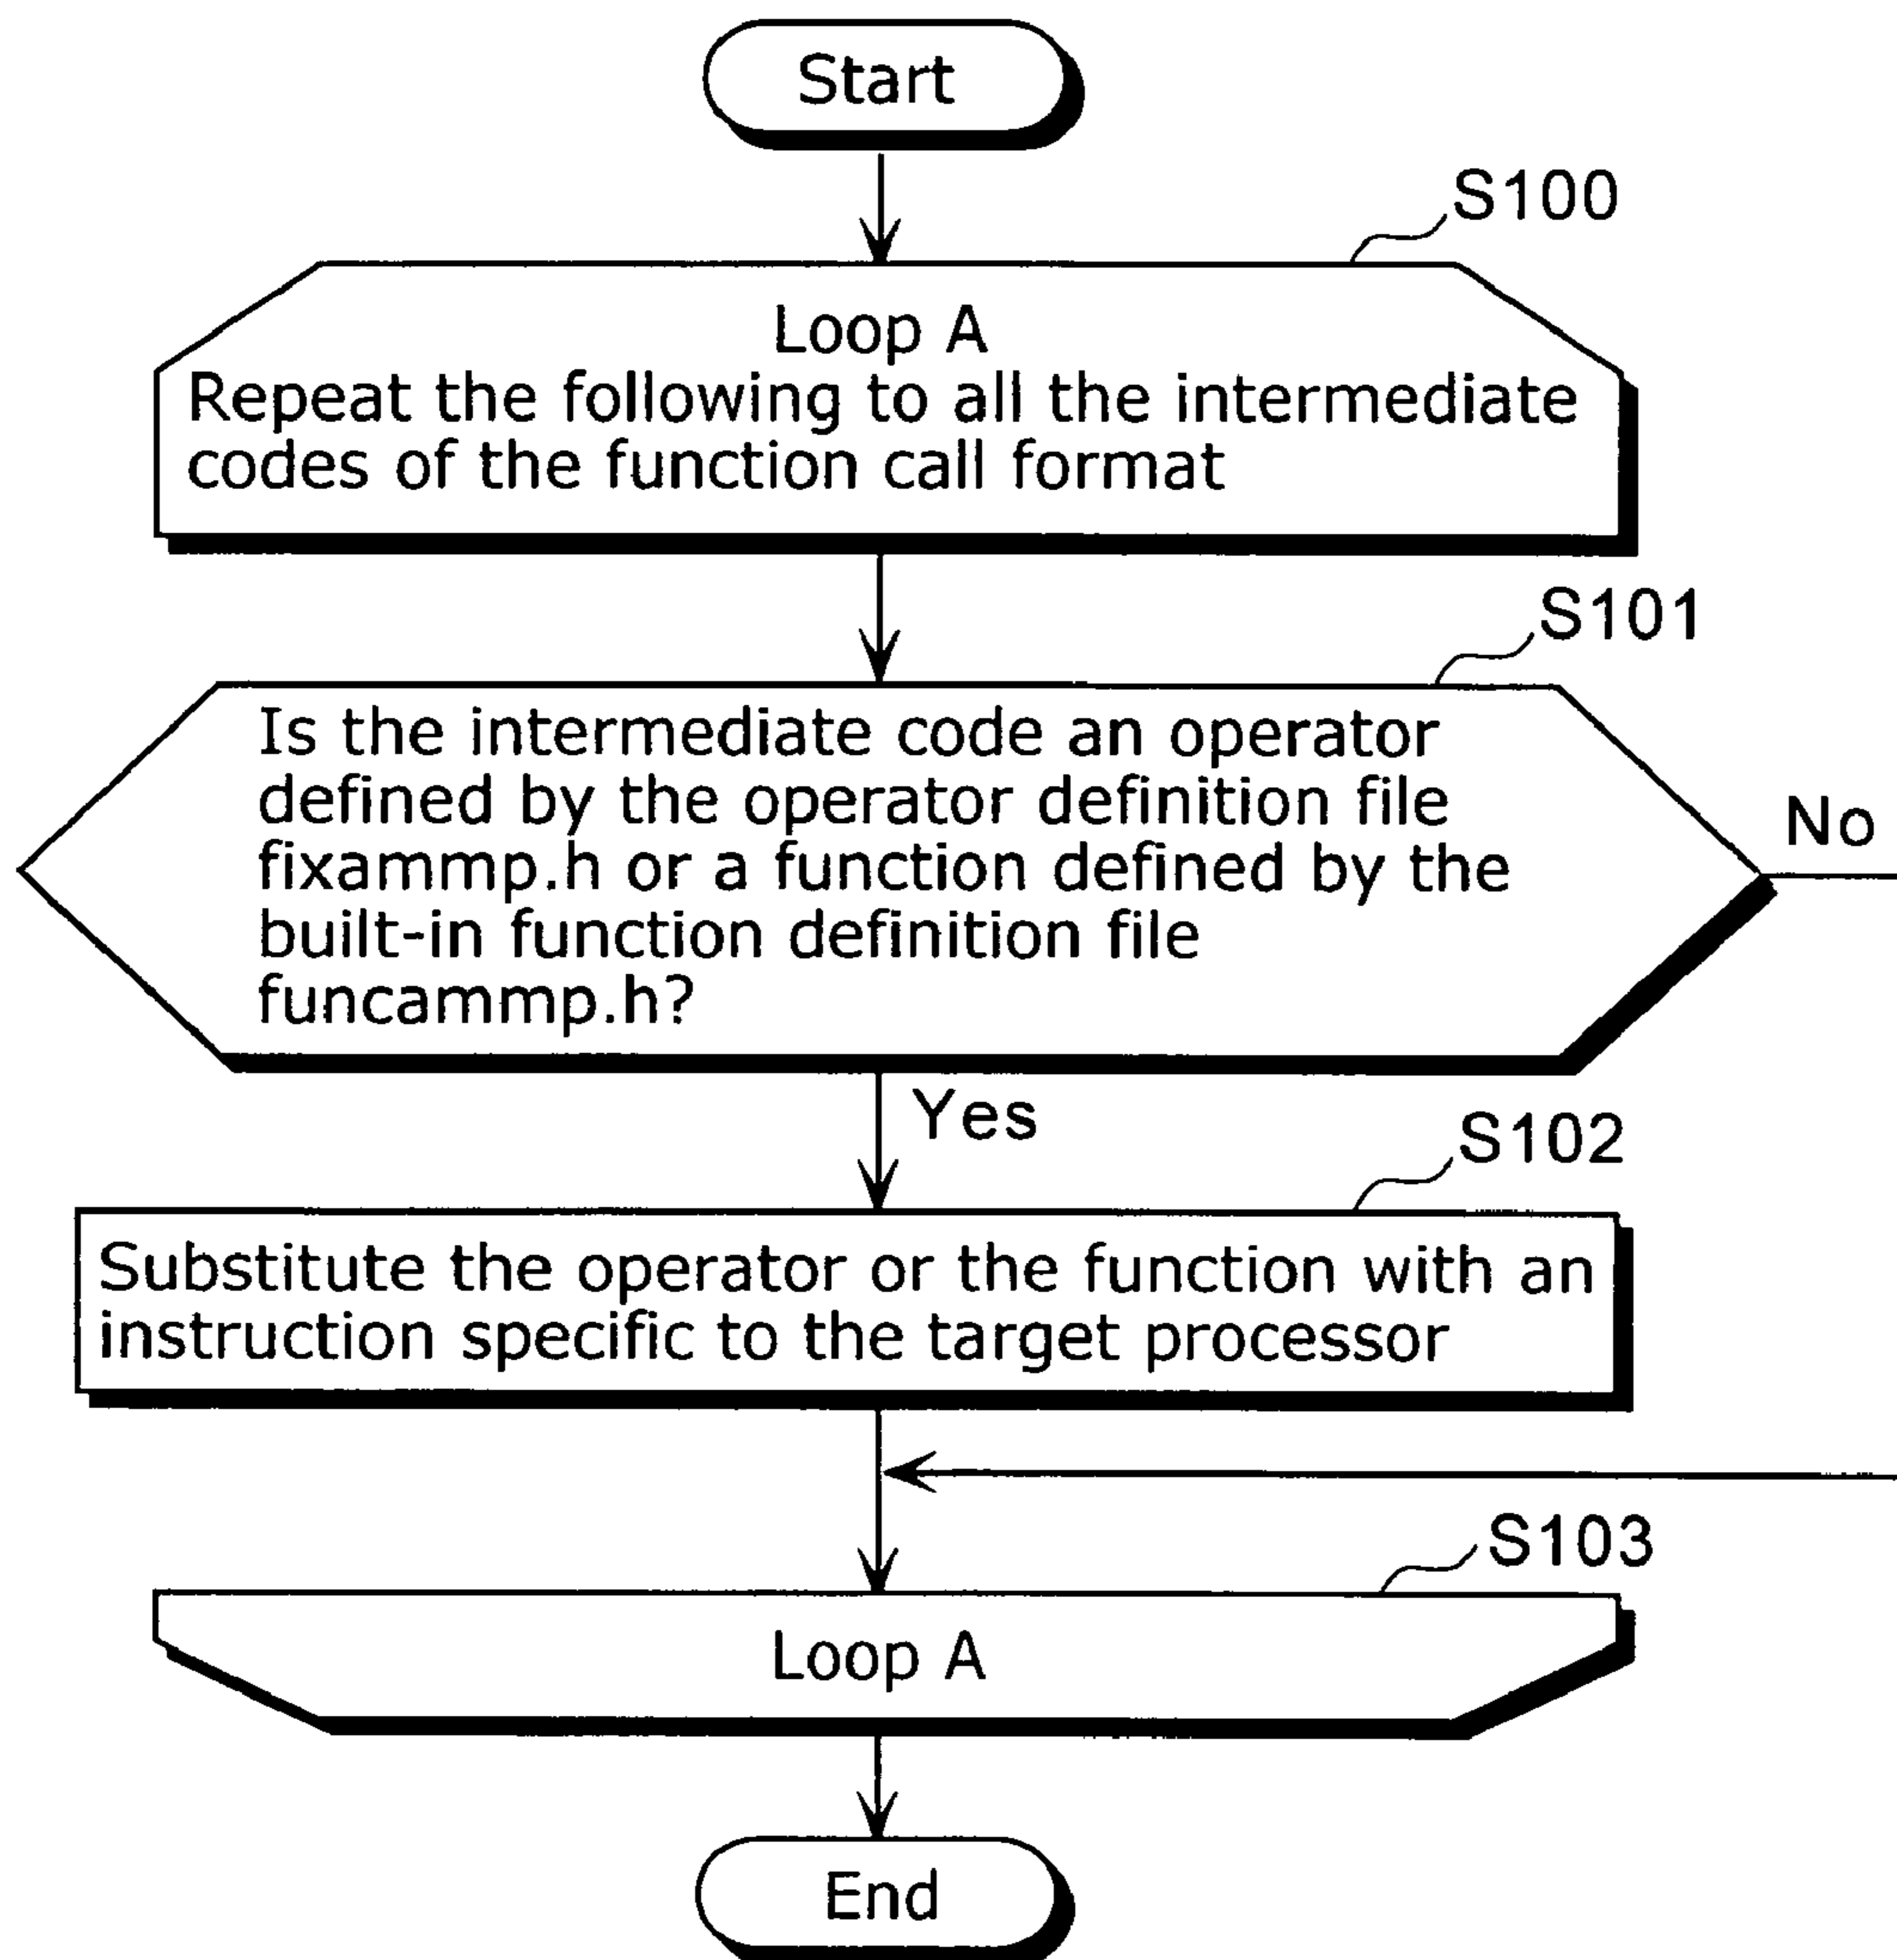 Start
S100
Loop A
Repeat the following to all the intermediate
codes of the function call format
S101
Is the intermediate code an operator
defined by the operator definition file
fixammp.h or a function defined by the
built-in function definition file
funcammp.h?
No
Yes
S102
Substitute the operator or the function with an
instruction specific to the target processor
S103
Loop A
End